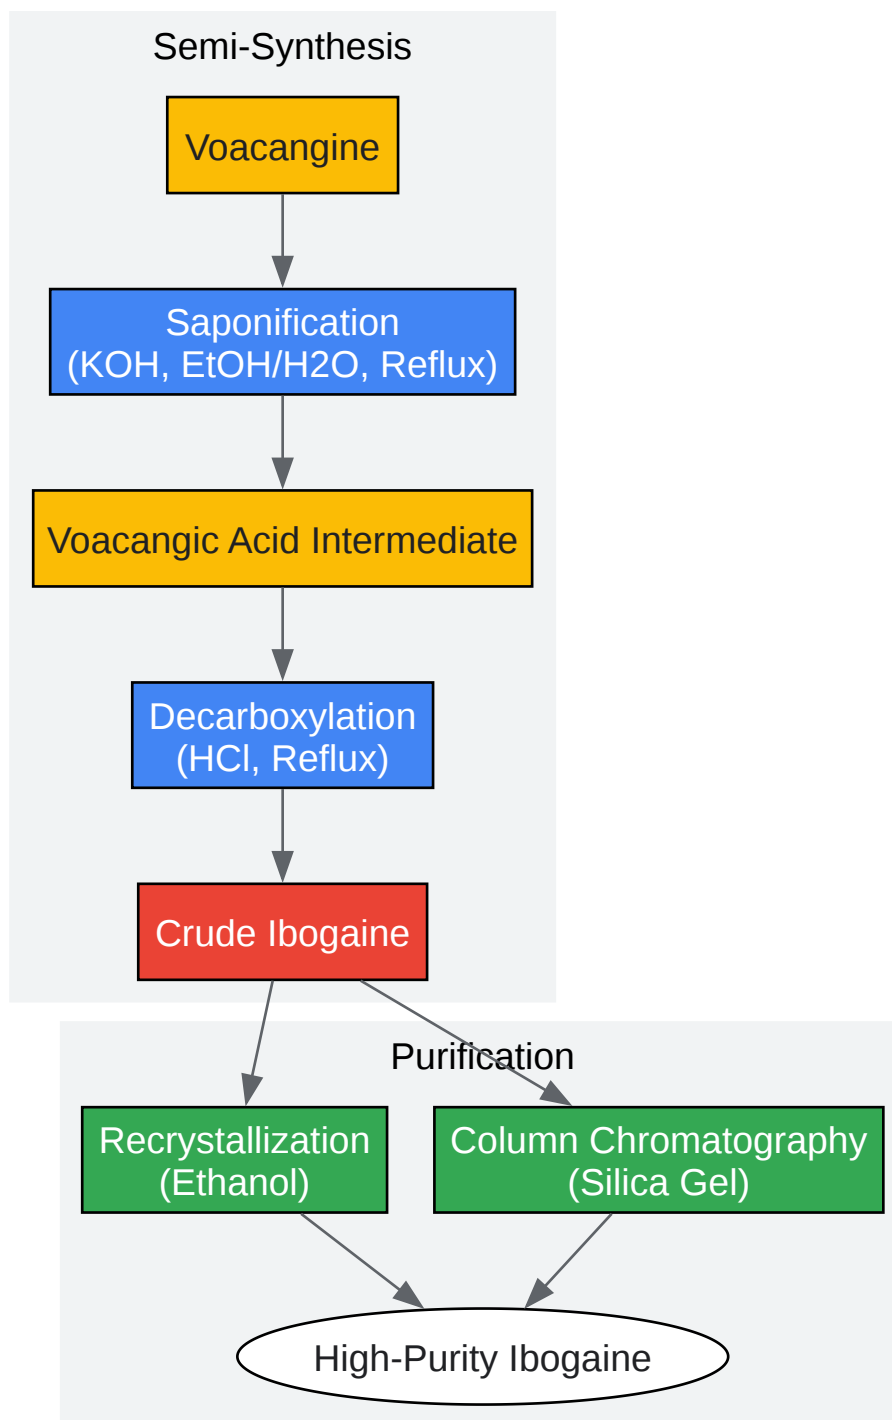 Semi-Synthesis
Voacangine
Saponification
(KOH, EtOH/H2O, Reflux)
Voacangic Acid Intermediate
Decarboxylation
(HCl, Reflux)
Crude Ibogaine
Purification
Recrystallization
(Ethanol)
Column Chromatography
(Silica Gel)
High-Purity Ibogaine